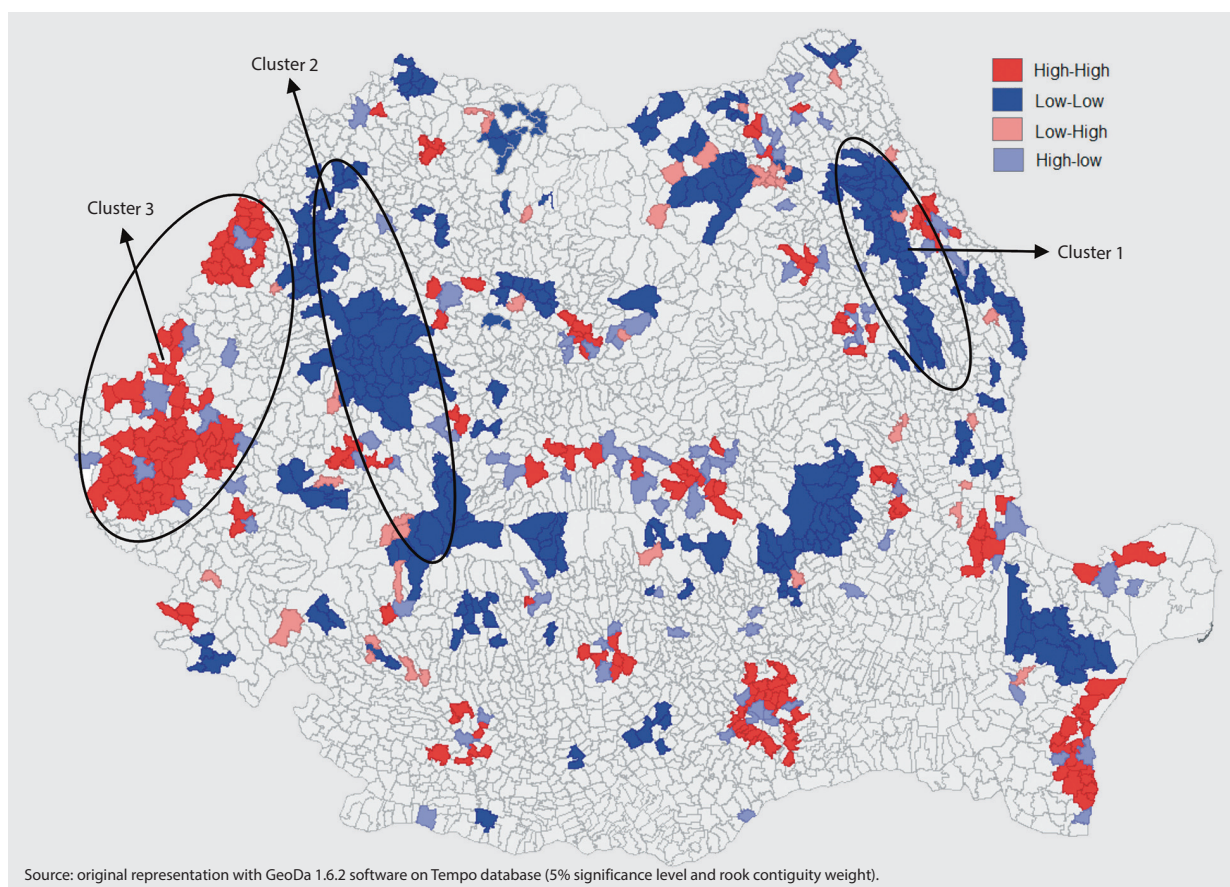 Cluster 2
High-High
Low-Low
Low-High
High-low
Cluster 3
Cluster 1
Source: original representation with GeoDa 1.6.2 software on Tempo database (5% significance level and rook contiguity weight).